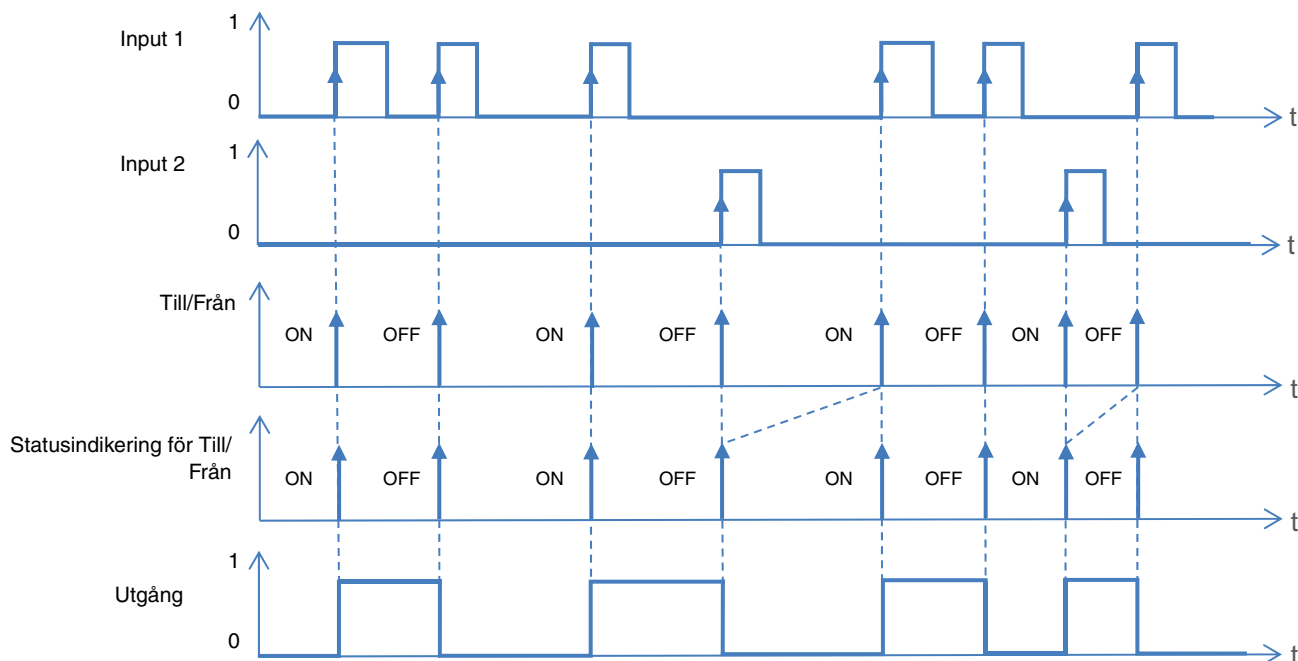 1
Input 1
0
t
1
Input 2
0
t
Till/Från
ON OFF ON OFF ON OFF ON OFF
t
Statusindikering för Till/
Från
ON OFF ON OFF ON OFF ON OFF
t
1
Utgång
0
t